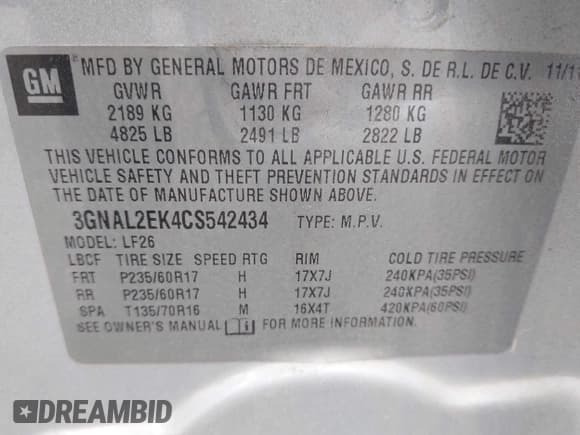 GM
MFD BY GENERAL MOTORS DE MEXICO, S. DE R.L. DE C.V. 11/11
GVWR GAWR FRT GAWR RR
2189 KG 1130 KG 1280 KG
4825 LB 2491 LB 2822 LB
THIS VEHICLE CONFORMS TO ALL APPLICABLE U.S. FEDERAL MOTOR
VEHICLE SAFETY AND THEFT PREVENTION STANDARDS IN EFFECT ON
THE DATE OF MANUFACTURE SHOWN ABOVE.
3GNAL2EK4CS542434 TYPE: M.P.V.
MODEL: LF26
LBCF TIRE SIZE SPEED RTG RIM COLD TIRE PRESSURE
FRT P235/60R17 H 17X7J 240KPA(35PSI)
RR P235/60R17 H 17X7J 240KPA(35PSI)
SPA T135/70R16 M 16X4T 420KPA(60PSI)
SEE OWNER'S MANUAL FOR MORE INFORMATION.
DREAMBID